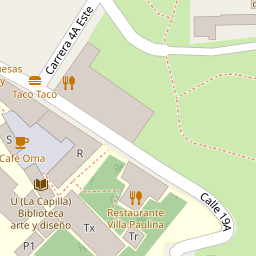 Carrera 4A Este
esas
y
Taco Taco
S
Café Oma
R
U (La Capilla)
Biblioteca
arte y diseño
Restaurante
Villa Paulina
Calle 19A
Tx
Tr
P1